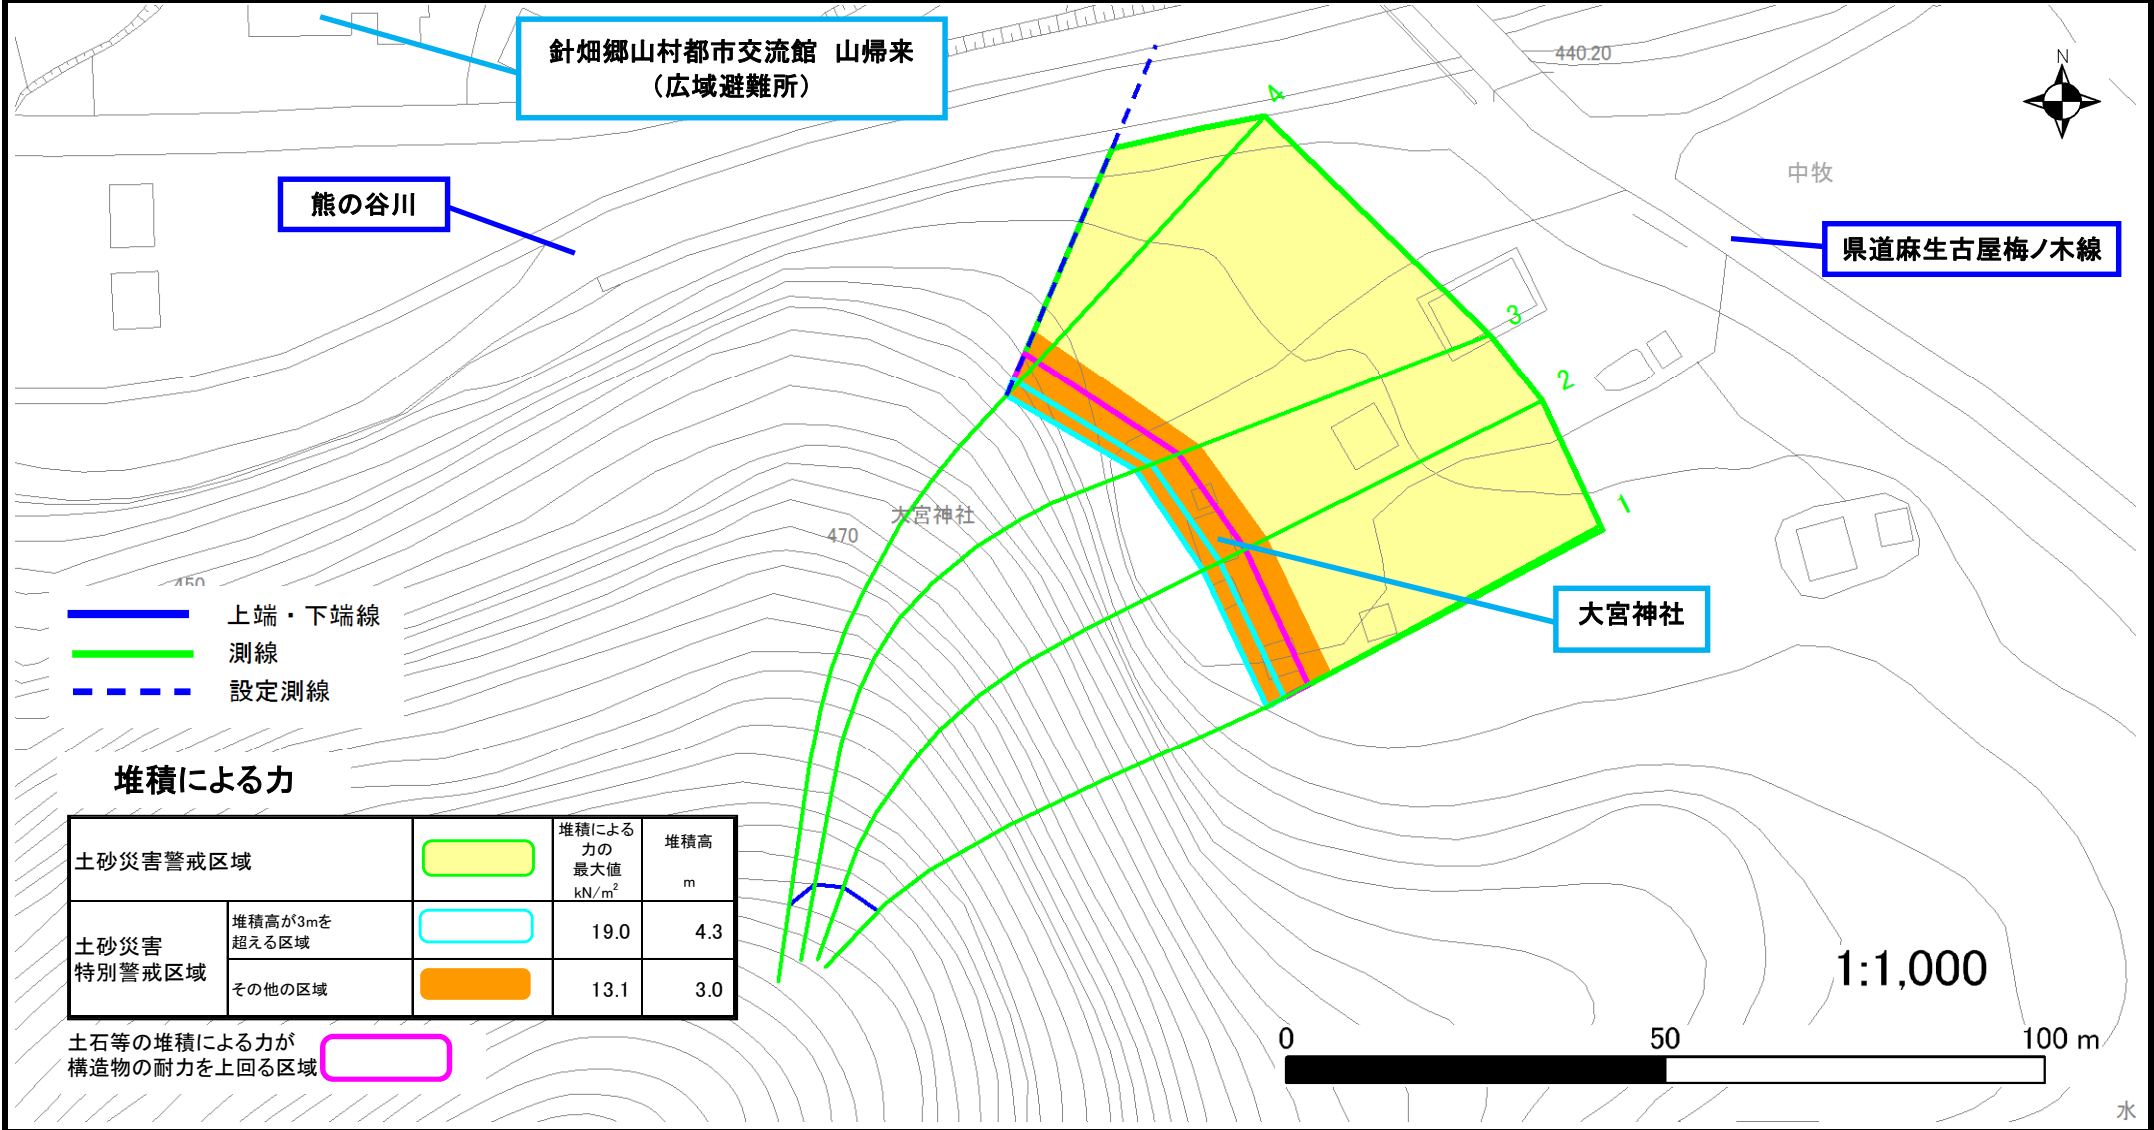 針畑郷山村都市交流館　山帰来
（広域避難所）
440.20
N
4
中牧
熊の谷川
県道麻生古屋梅ノ木線
3
2
1
大宮神社
470
450
大宮神社
上端・下端線
測線
設定測線
堆積による力
土砂災害警戒区域
堆積による
力の
最大値
kN/m²
堆積高
m
土砂災害
特別警戒区域
堆積高が3mを
超える区域
19.0
4.3
その他の区域
13.1
3.0
土石等の堆積による力が
構造物の耐力を上回る区域
1:1,000
0
50
100 m
水